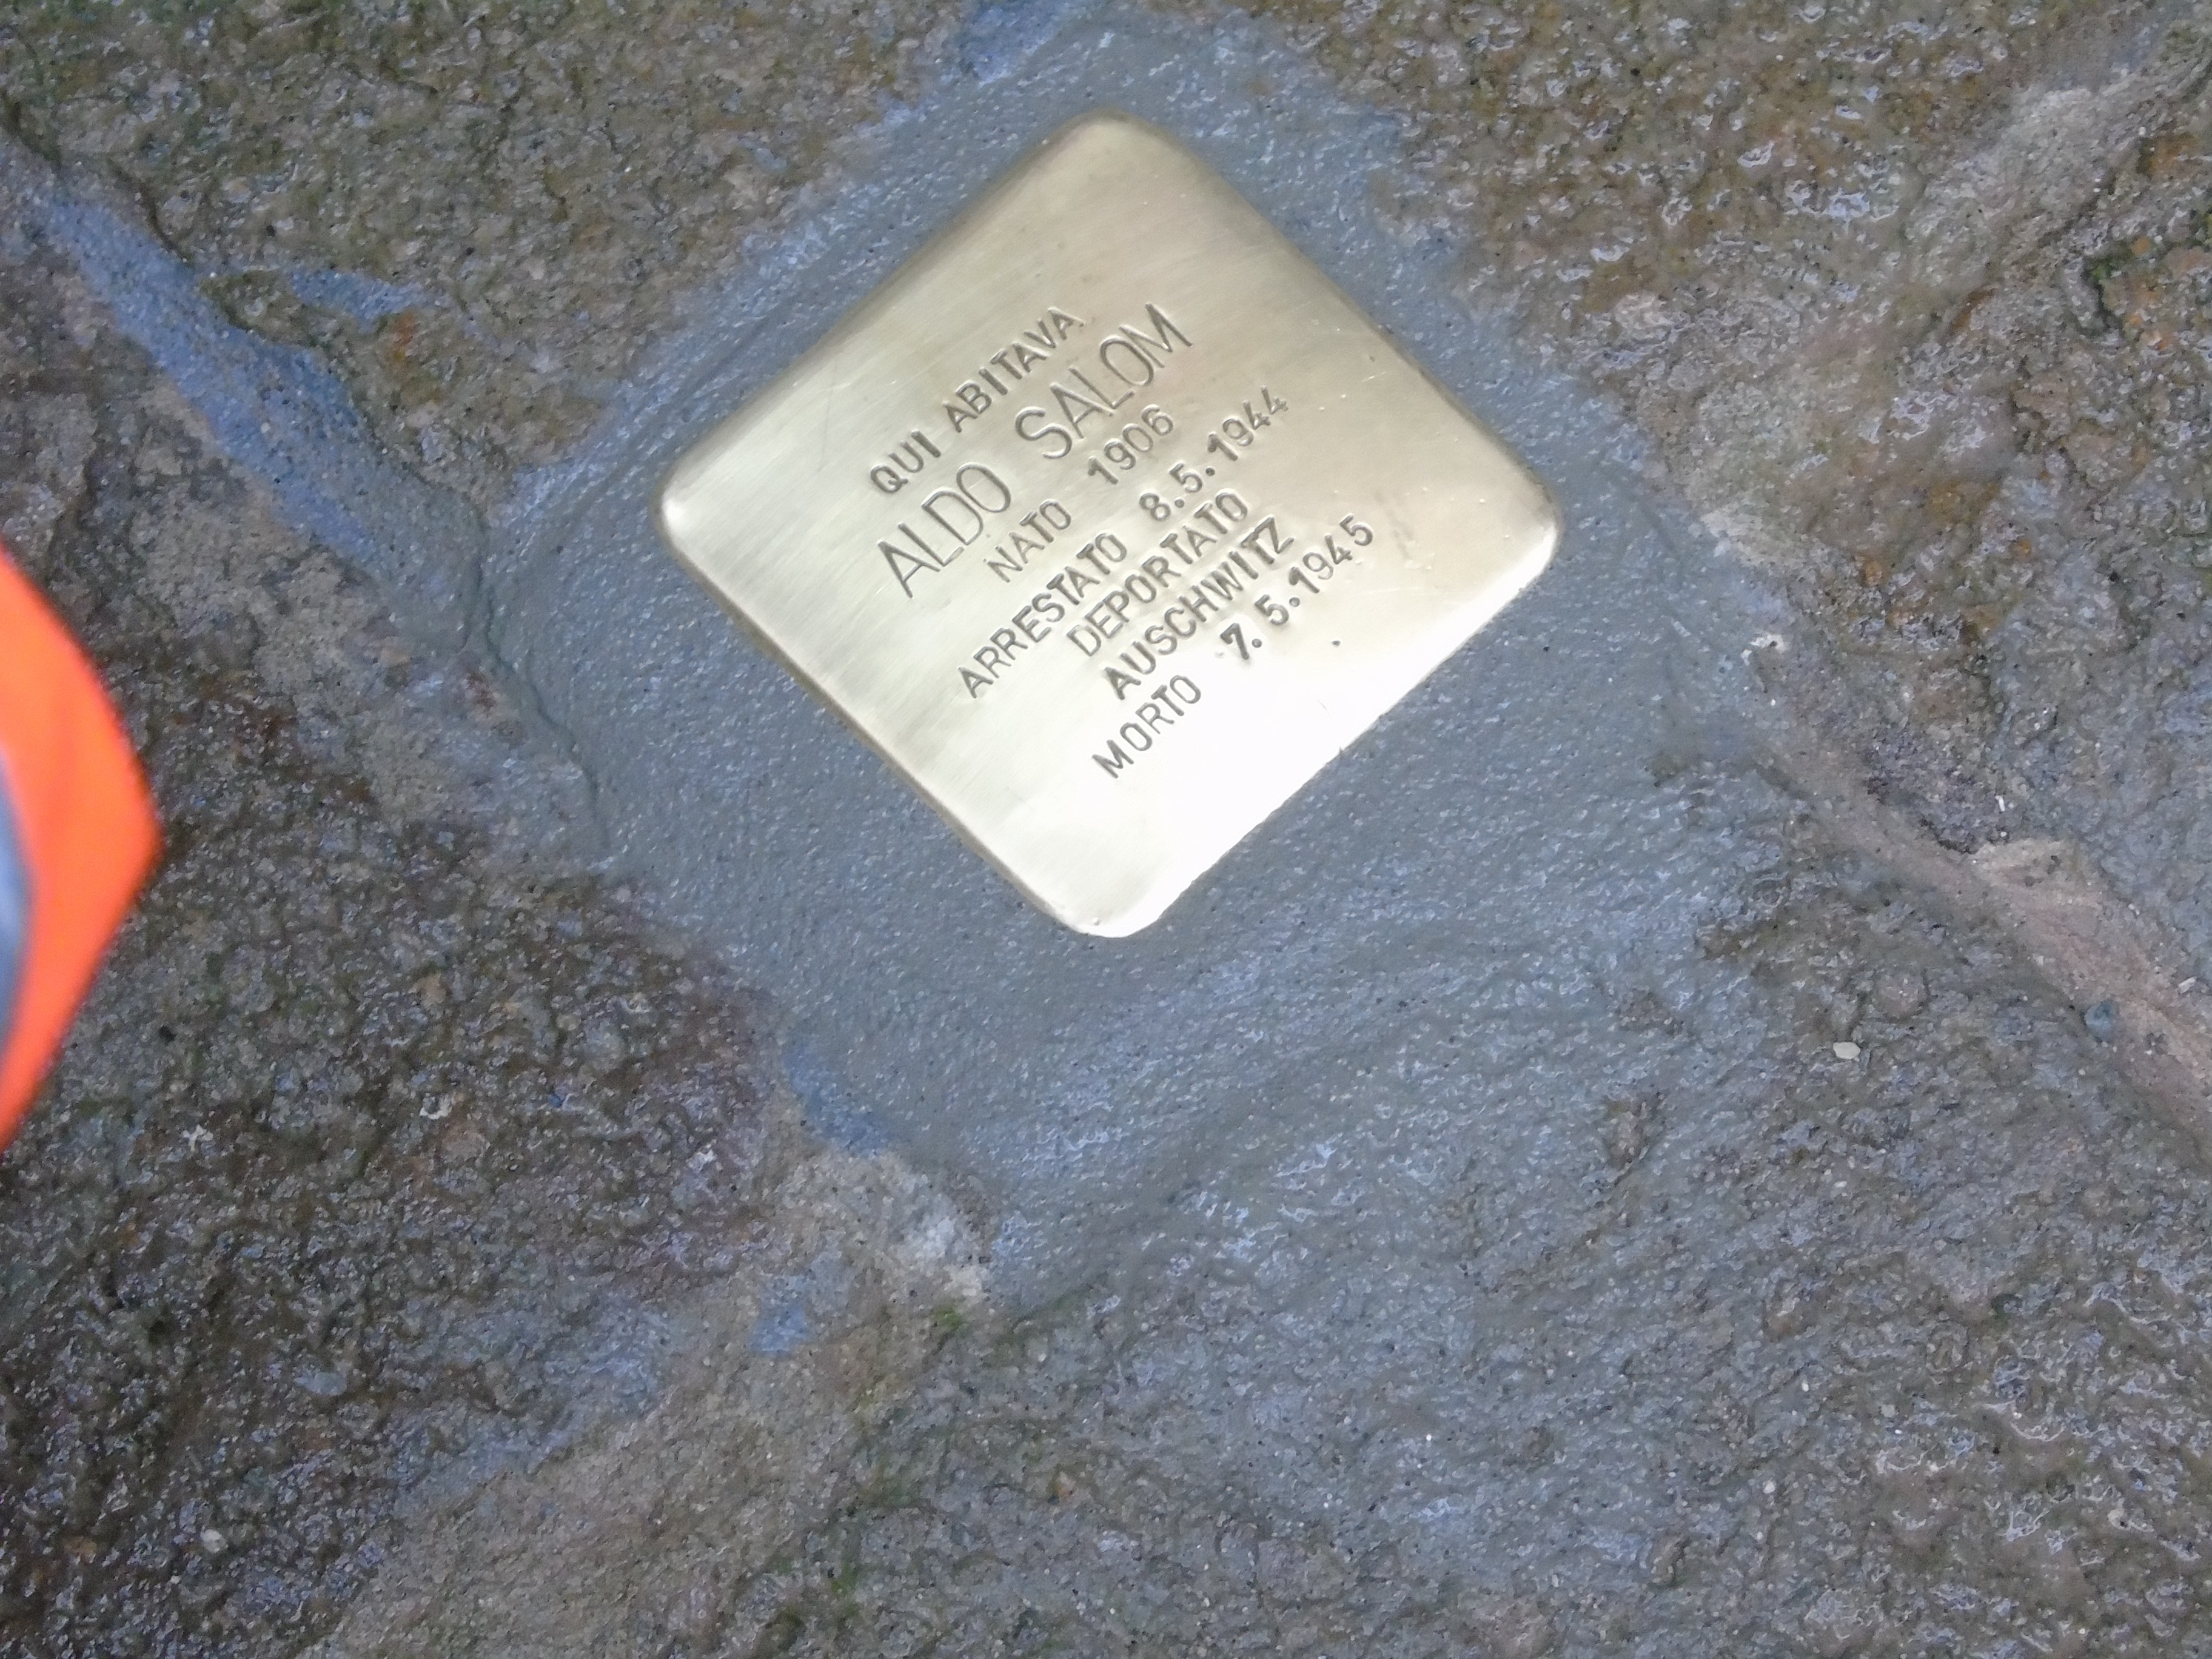 QUI ABITAVA
ALDO SALOM
NATO 1906
ARRESTATO 8.5.1944
DEPORTATO
AUSCHWITZ
MORTO 7.5.1945